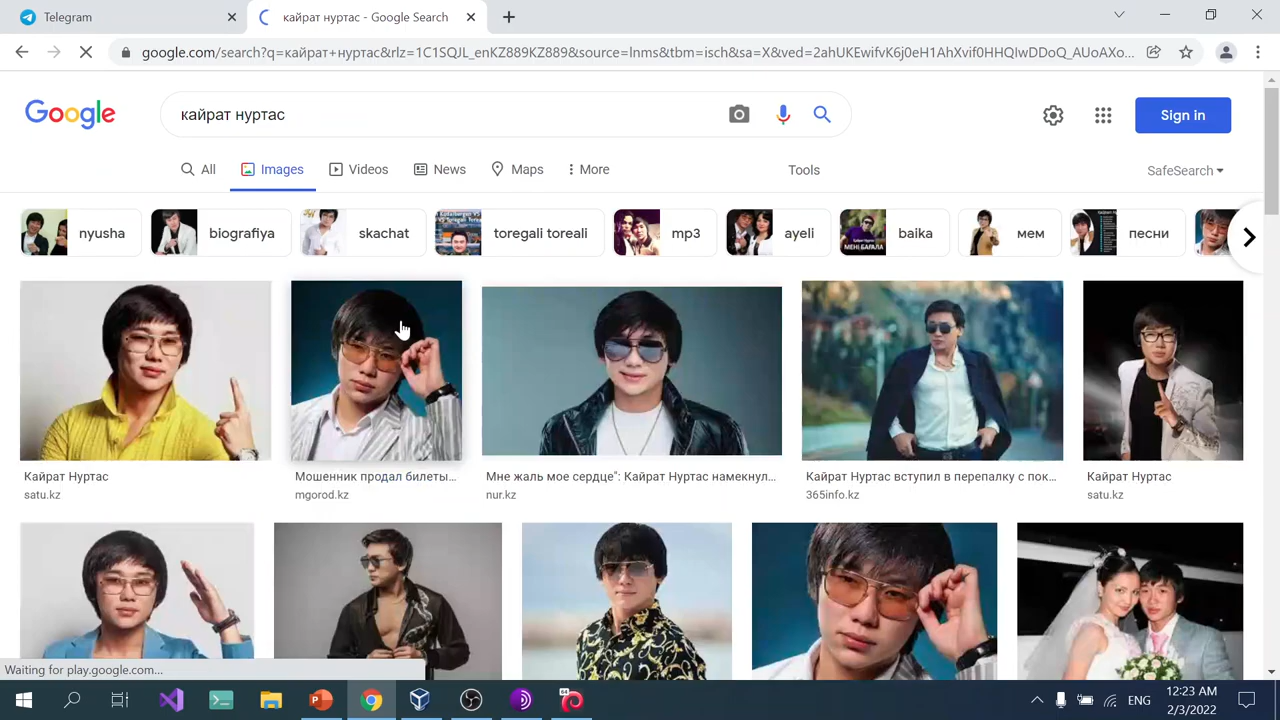 Telegram
кайрат нуртас - Google Search
google.com/search?q=кайрат+нуртас&rlz=1C1SQJL_enKZ889KZ889&source=lnms&tbm=isch&sa=X&ved=2ahUKEwifvK6j0eH1AhXvif0HHQIwDDoQ_AUoAXo...
Google
кайрат нуртас
Sign in
All
Images
Videos
News
Maps
More
Tools
SafeSearch
nyusha
biografiya
skachat
toregali toreali
mp3
ayeli
baika
мем
песни
Кайрат Нуртас
satu.kz
Мошенник продал билеты...
mgorod.kz
Мне жаль мое сердце": Кайрат Нуртас намекнул...
nur.kz
Кайрат Нуртас вступил в перепалку с пок...
365info.kz
Кайрат Нуртас
satu.kz
Waiting for play.google.com...
64
ENG
12:23 AM
2/3/2022